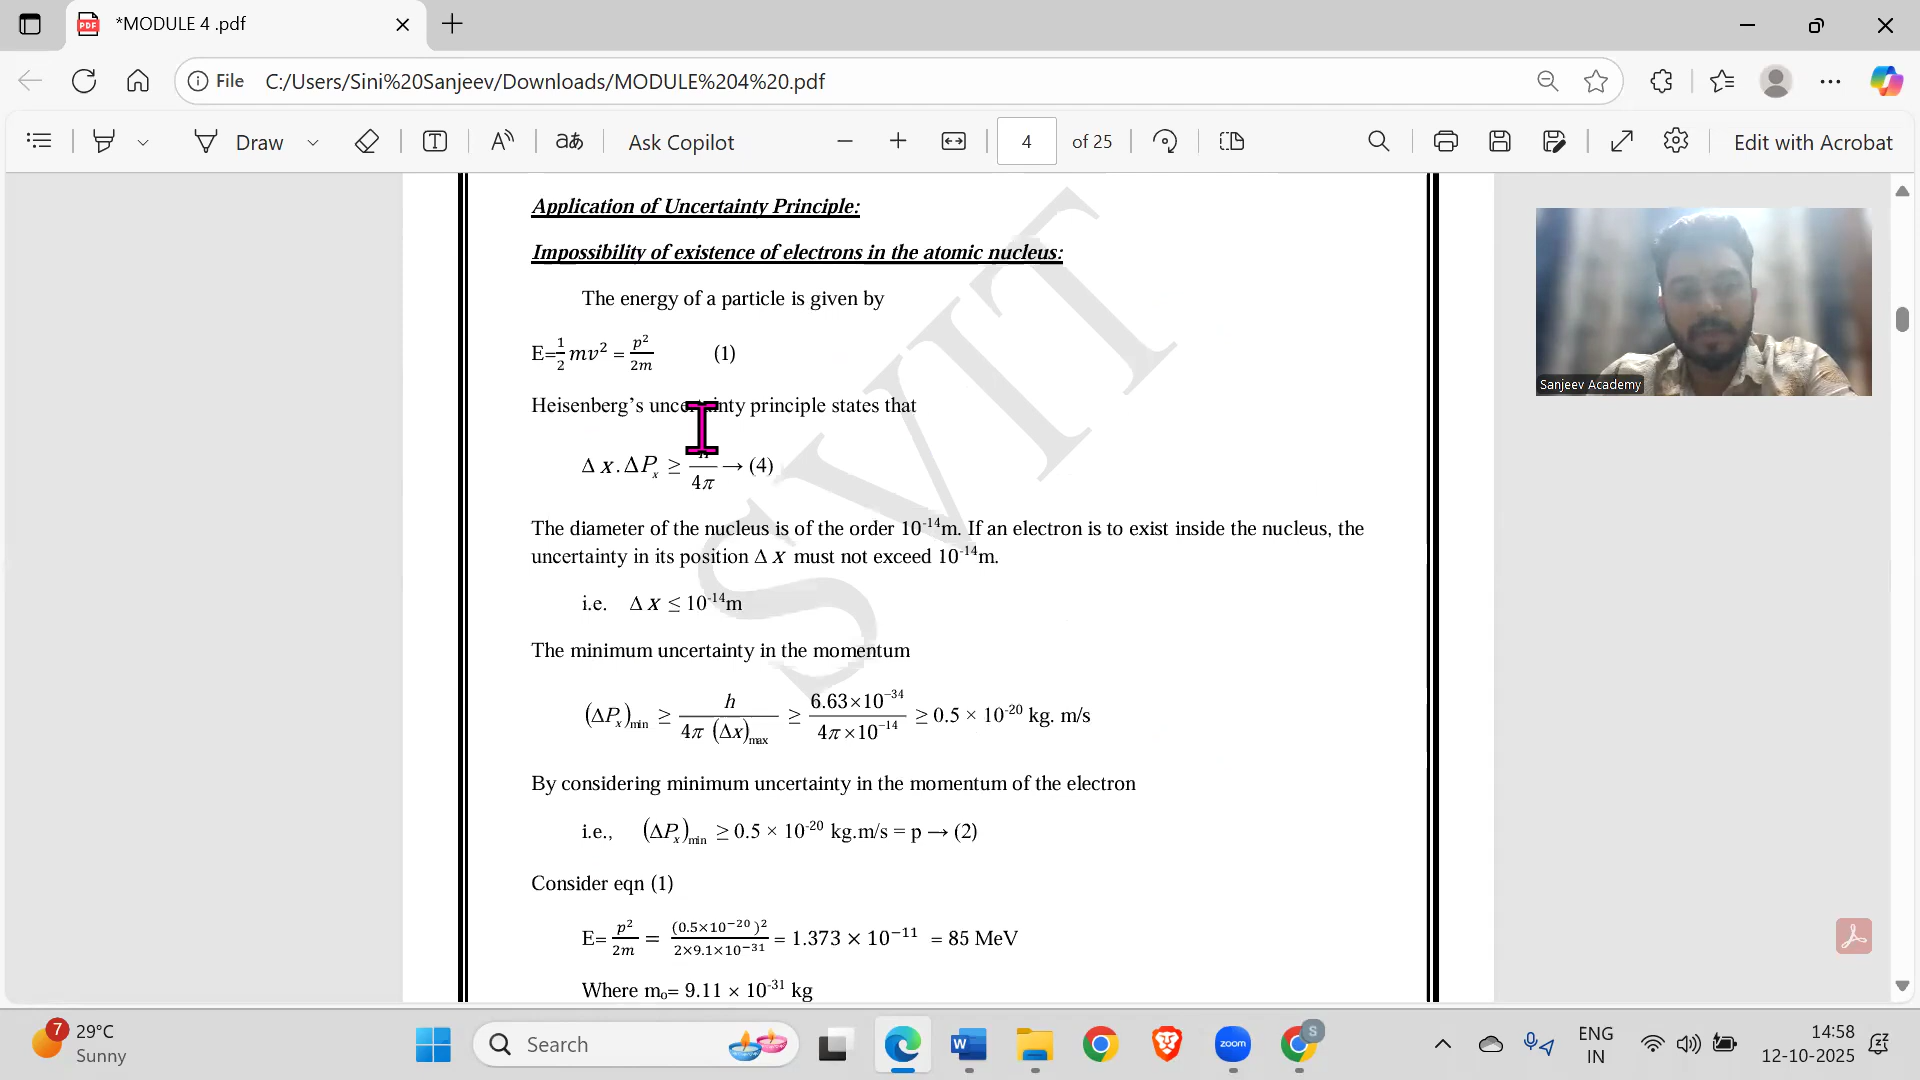 *MODULE 4 .pdf
File C:/Users/Sini%20Sanjeev/Downloads/MODULE%204%20.pdf
Draw
aあ
Ask Copilot
4 of 25
Edit with Acrobat
Application of Uncertainty Principle:
Impossibility of existence of electrons in the atomic nucleus:
The energy of a particle is given by
E=1/2 mv² = p²/2m (1)
Heisenberg's uncertainty principle states that
Δ x . ΔPₓ ≥ h/4π → (4)
The diameter of the nucleus is of the order 10⁻¹⁴m. If an electron is to exist inside the nucleus, the
uncertainty in its position Δ x must not exceed 10⁻¹⁴m.
i.e. Δ x ≤ 10⁻¹⁴m
The minimum uncertainty in the momentum
(ΔPₓ)min ≥ h/4π (Δx)max ≥ 6.63×10⁻³⁴/4π×10⁻¹⁴ ≥ 0.5 × 10⁻²⁰ kg. m/s
By considering minimum uncertainty in the momentum of the electron
i.e., (ΔPₓ)min ≥ 0.5 × 10⁻²⁰ kg.m/s = p → (2)
Consider eqn (1)
E= p²/2m = (0.5×10⁻²⁰ )²/2×9.1×10⁻³¹ = 1.373 × 10⁻¹¹ = 85 MeV
Where mₒ= 9.11 × 10⁻³¹ kg
SVT
Sanjeev Academy
7
29°C
Sunny
Search
W
zoom
S
ENG
IN
14:58
12-10-2025